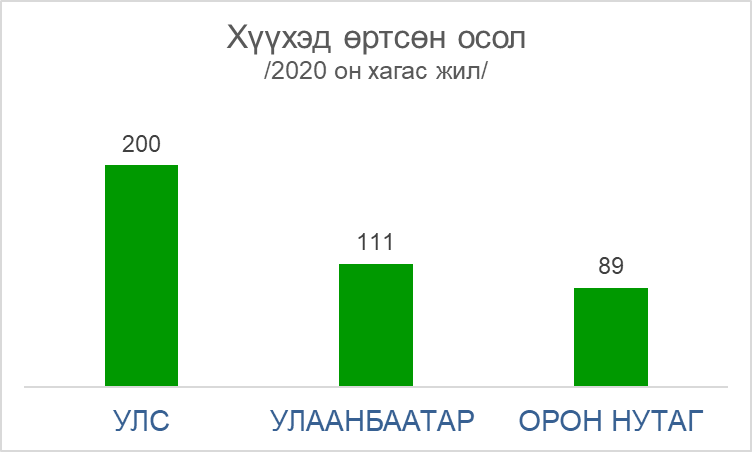 Хүүхэд өртсөн осол
/2020 он хагас жил/
200
111
89
УЛС
УЛААНБААТАР
ОРОН НУТАГ